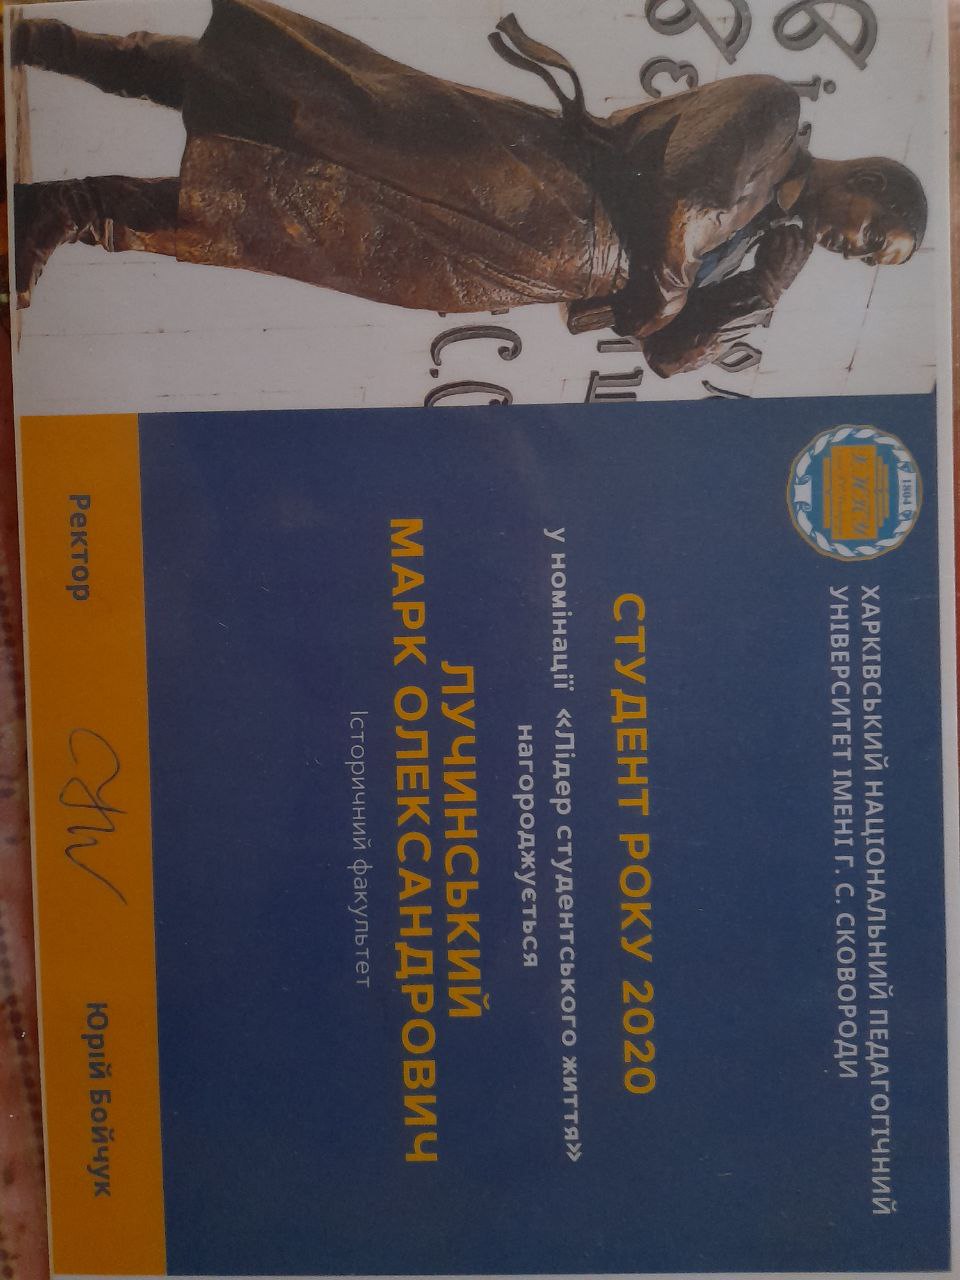 1804
ХАРКІВСЬКИЙ НАЦІОНАЛЬНИЙ ПЕДАГОГІЧНИЙ
УНІВЕРСИТЕТ ІМЕНІ Г. С. СКОВОРОДИ
СТУДЕНТ РОКУ 2020
у номінації «Лідер студентського життя»
нагороджується
ЛУЧИНСЬКИЙ
МАРК ОЛЕКСАНДРОВИЧ
Історичний факультет
Ректор
Юрій Бойчук